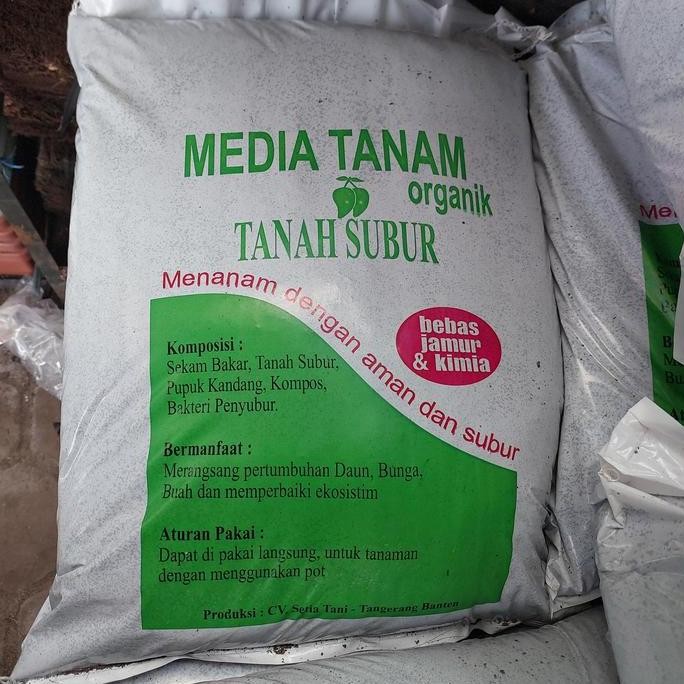 MEDIA TANAM
organik
TANAH SUBUR
Menanam dengan aman dan subur
bebas
jamur
& kimia
Komposisi :
Sekam Bakar, Tanah Subur,
Pupuk Kandang, Kompos,
Bakteri Penyubur.
Bermanfaat :
Merangsang pertumbuhan Daun, Bunga,
Buah dan memperbaiki ekosistim
Aturan Pakai :
Dapat di pakai langsung, untuk tanaman
dengan menggunakan pot
Produksi : CV. Setia Tani - Tangerang Banten